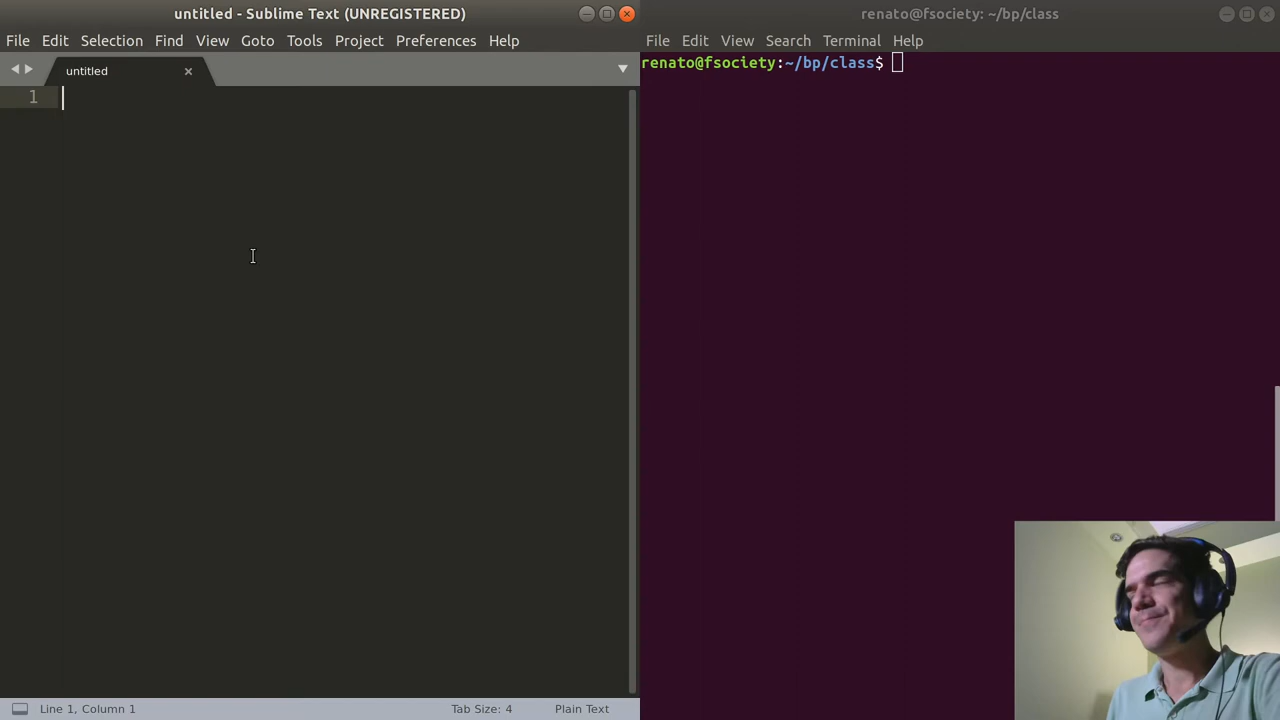 untitled - Sublime Text (UNREGISTERED)
File Edit Selection Find View Goto Tools Project Preferences Help
untitled
1
Line 1, Column 1
Tab Size: 4
Plain Text
renato@fsociety: ~/bp/class
File Edit View Search Terminal Help
renato@fsociety:~/bp/class$